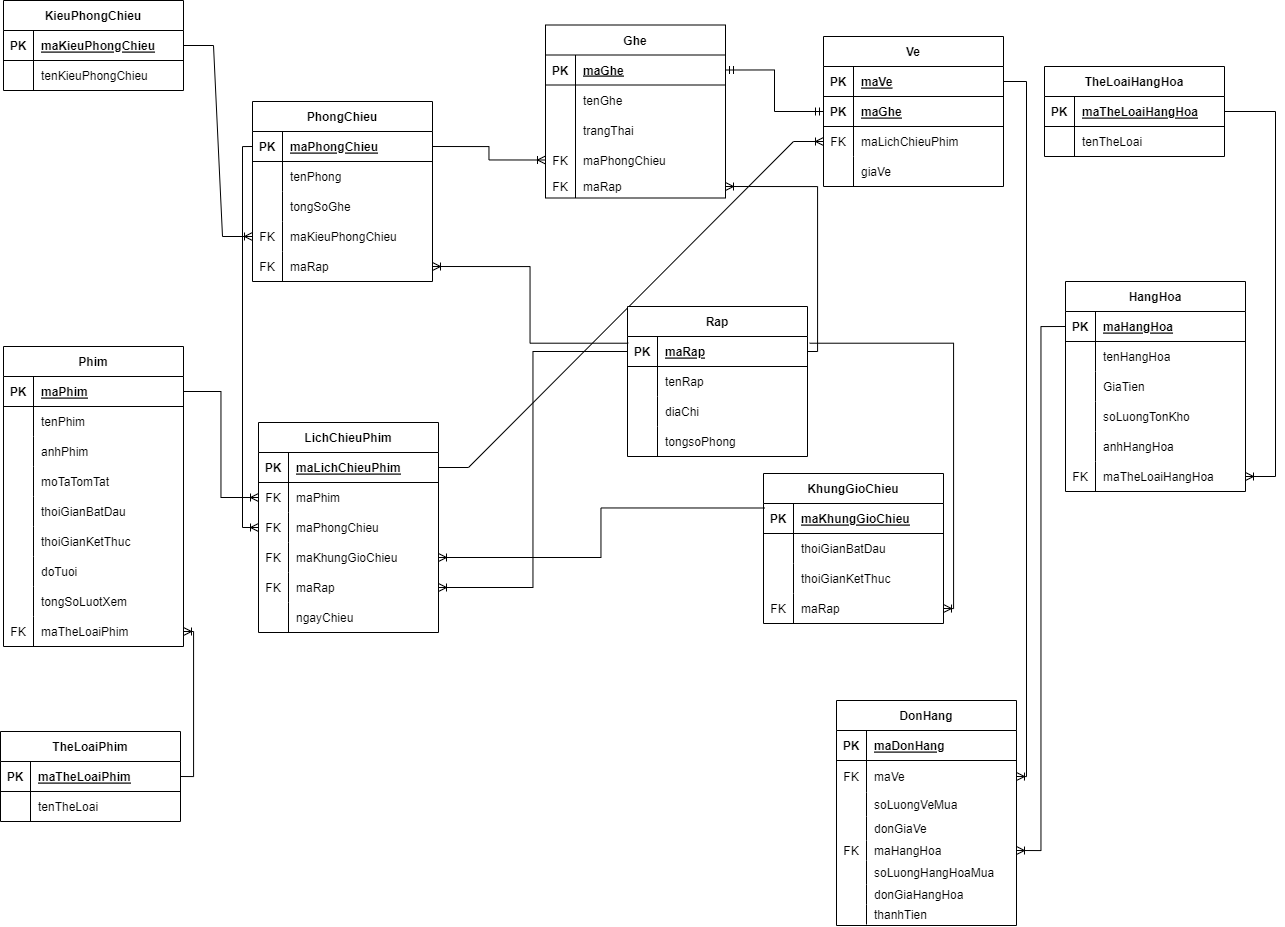 KieuPhongChieu
PK maKieuPhongChieu
tenKieuPhongChieu
PhongChieu
PK maPhongChieu
tenPhong
tongSoGhe
FK maKieuPhongChieu
FK maRap
Ghe
PK maGhe
tenGhe
trangThai
FK maPhongChieu
FK maRap
Ve
PK maVe
PK maGhe
FK maLichChieuPhim
giaVe
TheLoaiHangHoa
PK maTheLoaiHangHoa
tenTheLoai
HangHoa
PK maHangHoa
tenHangHoa
GiaTien
soLuongTonKho
anhHangHoa
FK maTheLoaiHangHoa
Rap
PK maRap
tenRap
diaChi
tongsoPhong
Phim
PK maPhim
tenPhim
anhPhim
moTaTomTat
thoiGianBatDau
thoiGianKetThuc
doTuoi
tongSoLuotXem
FK maTheLoaiPhim
LichChieuPhim
PK maLichChieuPhim
FK maPhim
FK maPhongChieu
FK maKhungGioChieu
FK maRap
ngayChieu
KhungGioChieu
PK maKhungGioChieu
thoiGianBatDau
thoiGianKetThuc
FK maRap
TheLoaiPhim
PK maTheLoaiPhim
tenTheLoai
DonHang
PK maDonHang
FK maVe
soLuongVeMua
donGiaVe
FK maHangHoa
soLuongHangHoaMua
donGiaHangHoa
thanhTien